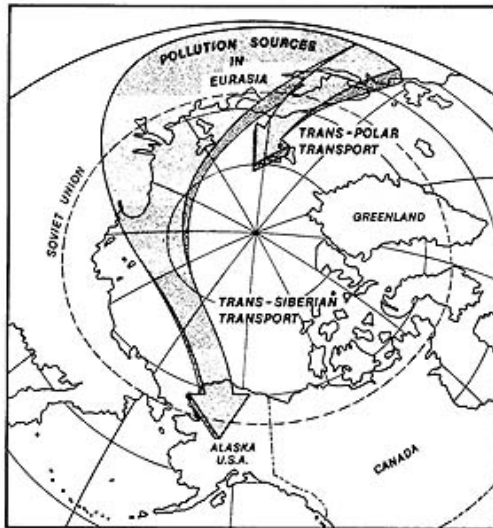 POLLUTION SOURCES
IN
EURASIA
TRANS-POLAR
TRANSPORT
SOVIET UNION
GREENLAND
TRANS-SIBERIAN
TRANSPORT
ALASKA
U.S.A.
CANADA